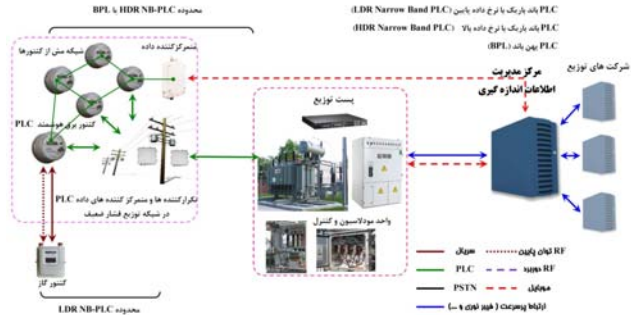 محدوده HDR NB-PLC یا BPL
PLC باند باریک با نرخ داده پایین (LDR Narrow Band PLC)
PLC باند باریک با نرخ داده بالا (HDR Narrow Band PLC)
PLC پهن باند (BPL)
شبکه مش از کنتورها
متمرکزکننده داده
مرکز مدیریت
اطلاعات اندازه گیری
شرکت های توزیع
پست توزیع
کنتور برق هوشمند PLC
تکرارکننده ها و متمرکز کننده های داده PLC
در شبکه توزیع فشار ضعیف
واحد مدولاسیون و کنترل
کنتور گاز
محدوده LDR NB-PLC
سریال
RF توان پایین
PLC
RF دوربرد
PSTN
موبایل
ارتباط پرسرعت ( فیبر نوری و ...)